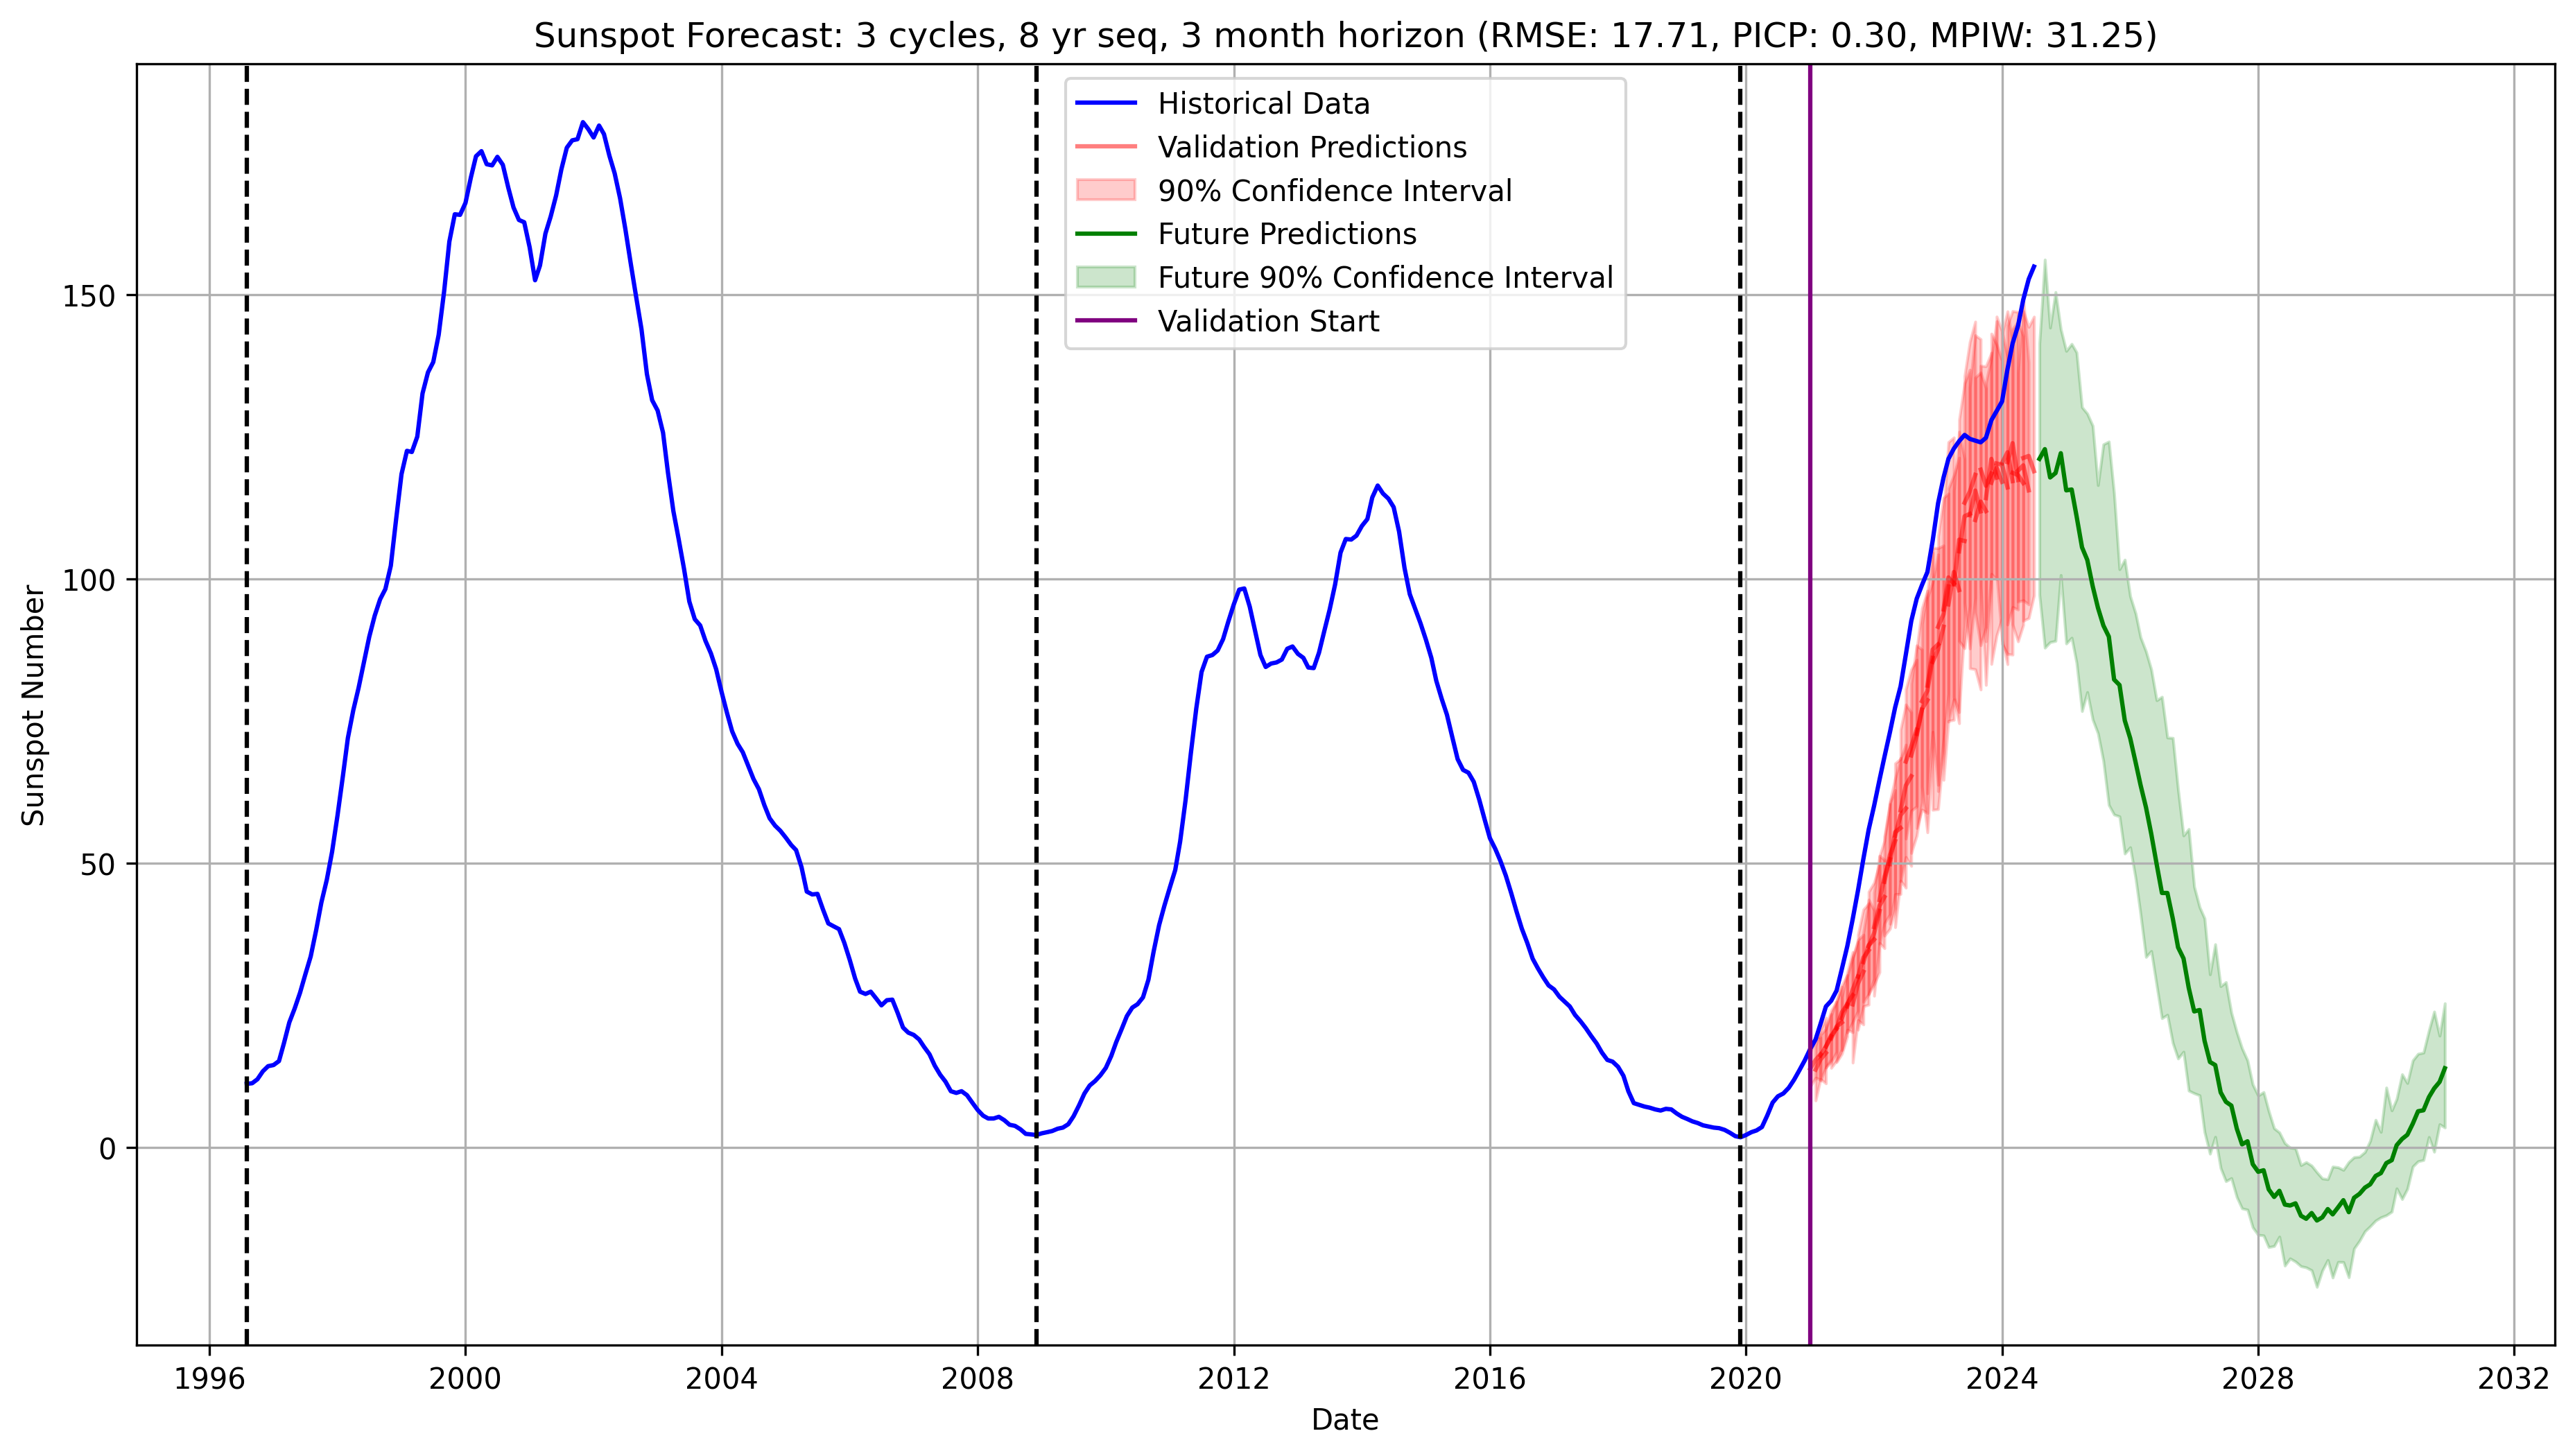 Sunspot Forecast: 3 cycles, 8 yr seq, 3 month horizon (RMSE: 17.71, PICP: 0.30, MPIW: 31.25)
Historical Data
Validation Predictions
90% Confidence Interval
Future Predictions
Future 90% Confidence Interval
Validation Start
Sunspot Number
150
100
50
0
1996 2000 2004 2008 2012 2016 2020 2024 2028 2032
Date